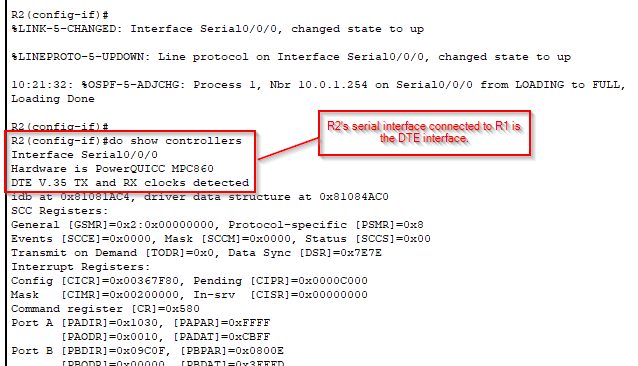 R2(config-if)#
%LINK-5-CHANGED: Interface Serial0/0/0, changed state to up
%LINEPROTO-5-UPDOWN: Line protocol on Interface Serial0/0/0, changed state to up
10:21:32: %OSPF-5-ADJCHG: Process 1, Nbr 10.0.1.254 on Serial0/0/0 from LOADING to FULL,
Loading Done
R2(config-if)#
R2(config-if)#do show controllers
Interface Serial0/0/0
Hardware is PowerQUICC MPC860
DTE V.35 TX and RX clocks detected
R2's serial interface connected to R1 is
the DTE interface.
idb at 0x81081AC4, driver data structure at 0x81084AC0
SCC Registers:
General [GSMR]=0x2:0x00000000, Protocol-specific [PSMR]=0x8
Events [SCCE]=0x0000, Mask [SCCM]=0x0000, Status [SCCS]=0x00
Transmit on Demand [TODR]=0x0, Data Sync [DSR]=0x7E7E
Interrupt Registers:
Config [CICR]=0x00367F80, Pending [CIPR]=0x0000C000
Mask   [CIMR]=0x00200000, In-srv  [CISR]=0x00000000
Command register [CR]=0x580
Port A [PADIR]=0x1030, [PAPAR]=0xFFFF
       [PAODR]=0x0010, [PADAT]=0xCBFF
Port B [PBDIR]=0x09C0F, [PBPAR]=0x0800E
       [PBODR]=0x00000, [PBDAT]=0x3FFFD